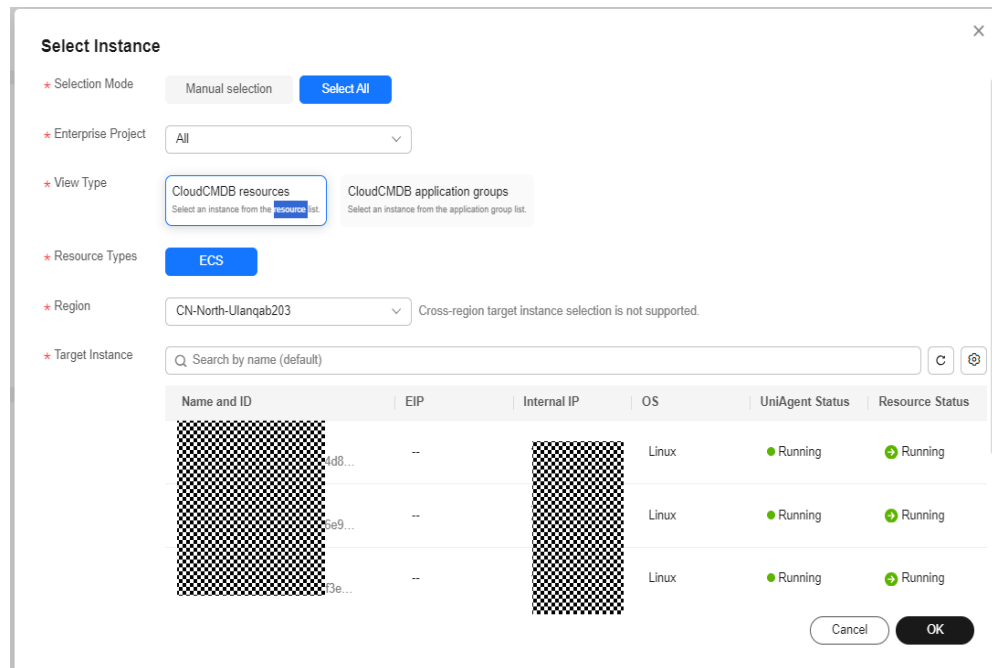 Select Instance
* Selection Mode
Manual selection
Select All
* Enterprise Project
All
* View Type
CloudCMDB resources
Select an instance from the resource list.
CloudCMDB application groups
Select an instance from the application group list.
* Resource Types
ECS
* Region
CN-North-Ulanqab203
Cross-region target instance selection is not supported.
* Target Instance
Search by name (default)
Name and ID EIP Internal IP OS UniAgent Status Resource Status
4d8... -- Linux Running Running
5e9... -- Linux Running Running
f3e... -- Linux Running Running
Cancel
OK